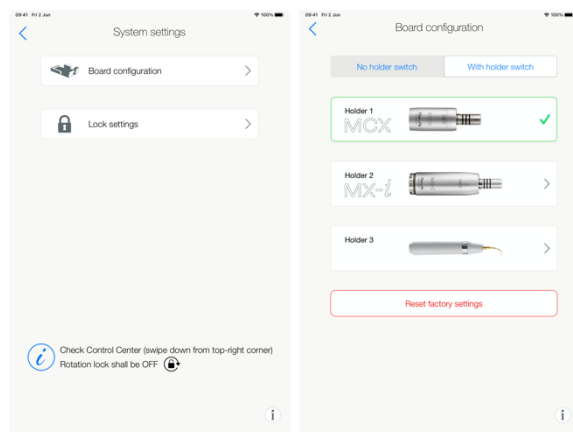 09:41 Fri 2 Jun
100%
System settings
Board configuration
Lock settings
Check Control Center (swipe down from top-right corner)
Rotation lock shall be OFF
09:41 Fri 2 Jun
100%
Board configuration
No holder switch
With holder switch
Holder 1
MCX
Holder 2
MX-i
Holder 3
Reset factory settings